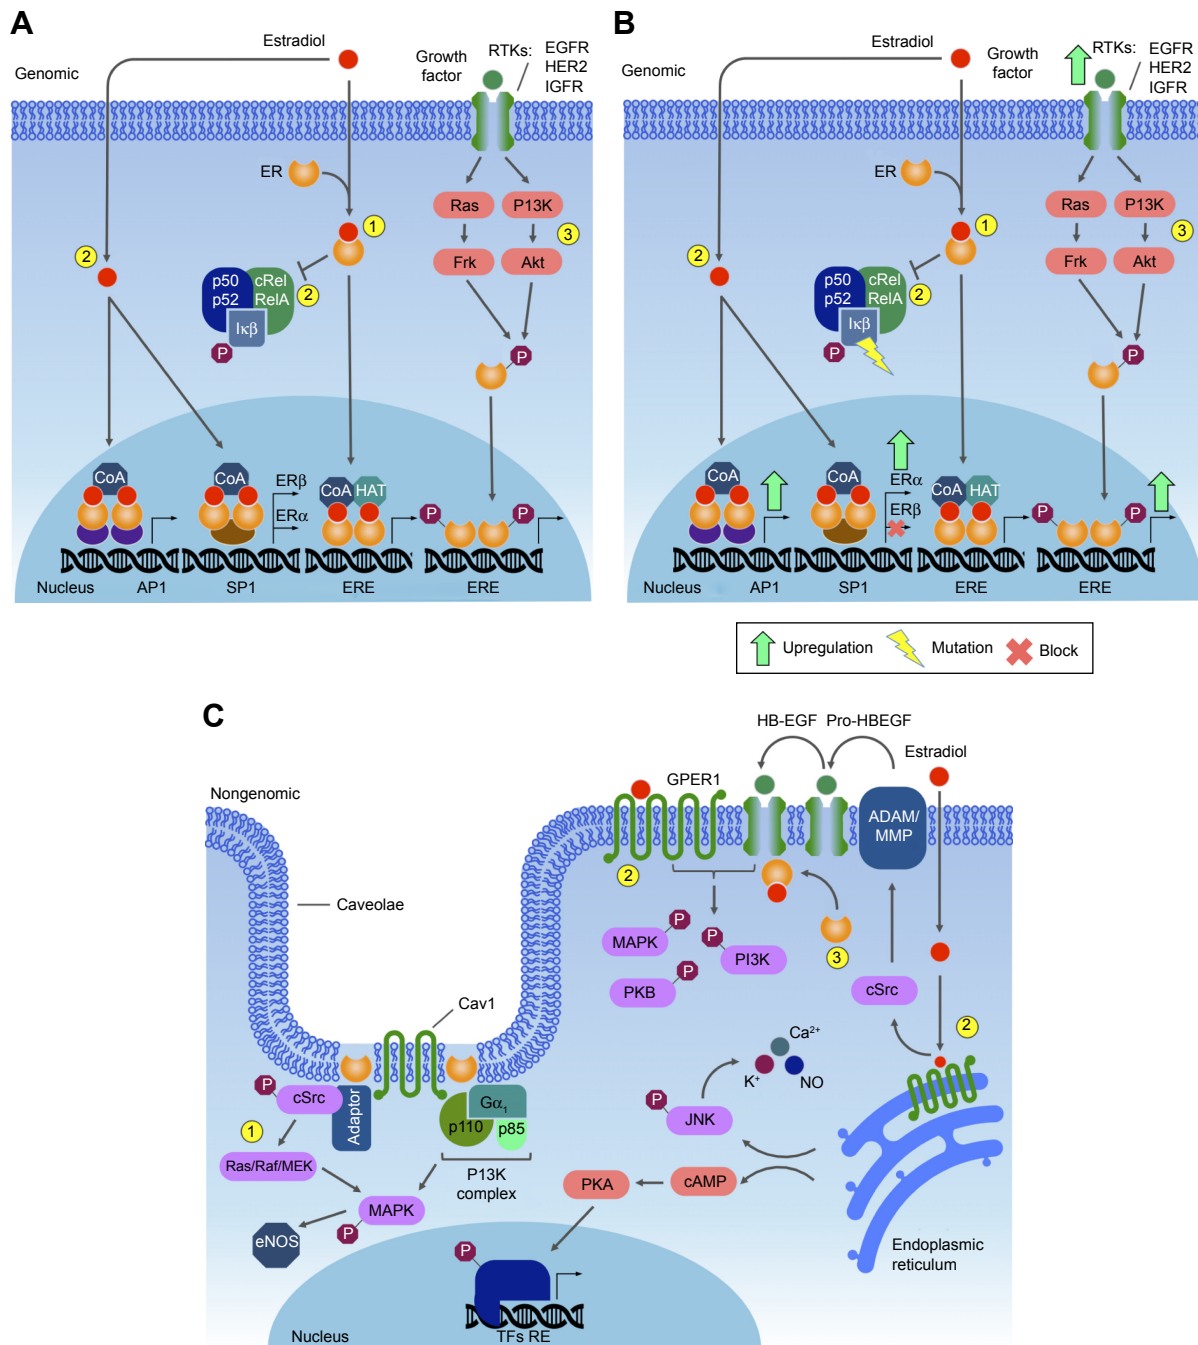 A
Estradiol
Genomic
Growth
factor
RTKs:
EGFR
HER2
IGFR
ER
1
2
Ras
P13K
3
Frk
Akt
p50
cRel
p52
RelA
2
Iκβ
P
P
CoA
CoA
ERβ
ERα
CoA
HAT
P
P
Nucleus
AP1
SP1
ERE
ERE
B
Estradiol
Genomic
Growth
factor
RTKs:
EGFR
HER2
IGFR
ER
1
2
Ras
P13K
3
Frk
Akt
p50
cRel
p52
RelA
2
Iκβ
P
P
CoA
CoA
ERα
ERβ
CoA
HAT
P
P
Nucleus
AP1
SP1
ERE
ERE
Upregulation
Mutation
Block
C
HB-EGF
Pro-HBEGF
Estradiol
Nongenomic
GPER1
ADAM/
MMP
2
Caveolae
P
MAPK
P
PI3K
3
P
PKB
cSrc
Cav1
2
Ca2+
K+
NO
P
cSrc
Adaptor
Gα1
p110
p85
P
JNK
1
Ras/Raf/MEK
P13K
complex
PKA
cAMP
MAPK
P
eNOS
Endoplasmic
reticulum
P
TFs RE
Nucleus